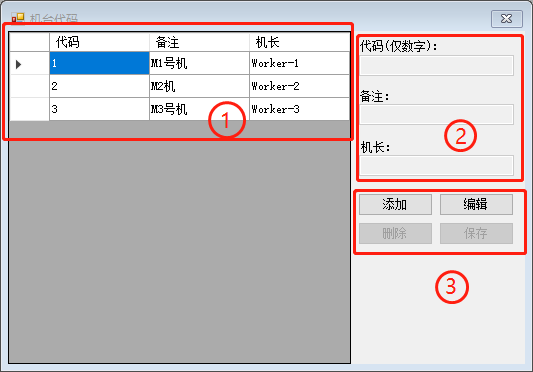 机台代码
代码 备注 机长
1 M1号机 Worker-1
2 M2机 Worker-2
3 M3号机 Worker-3
①
代码(仅数字):
备注:
机长:
②
添加 编辑
删除 保存
③